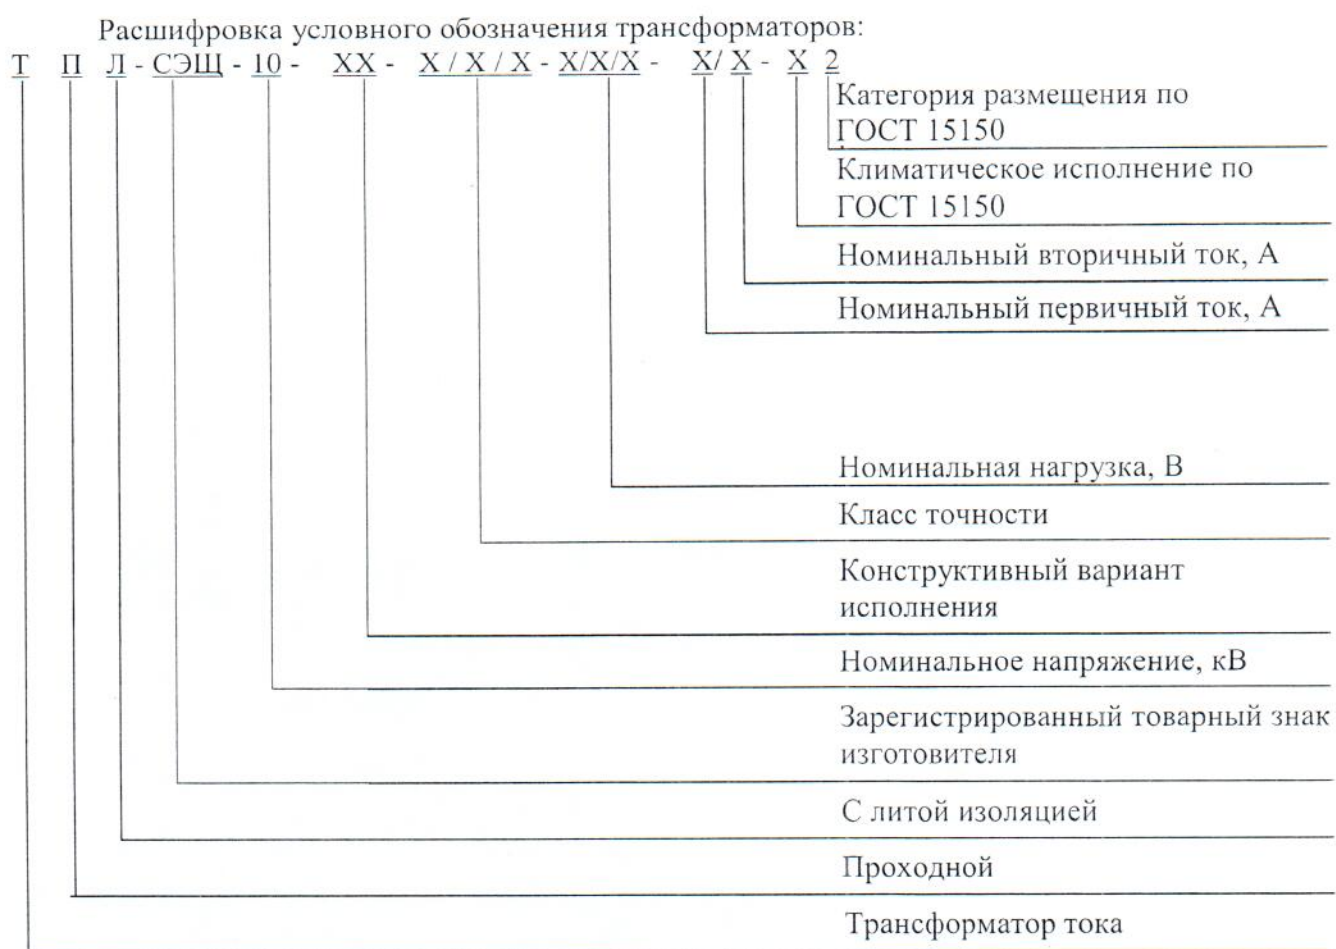 Расшифровка условного обозначения трансформаторов:
Т П Л - СЭЩ - 10 - ХХ - Х / Х / Х - Х/Х/Х - Х/ Х - Х 2
Категория размещения по
ГОСТ 15150
Климатическое исполнение по
ГОСТ 15150
Номинальный вторичный ток, А
Номинальный первичный ток, А
Номинальная нагрузка, В
Класс точности
Конструктивный вариант
исполнения
Номинальное напряжение, кВ
Зарегистрированный товарный знак
изготовителя
С литой изоляцией
Проходной
Трансформатор тока